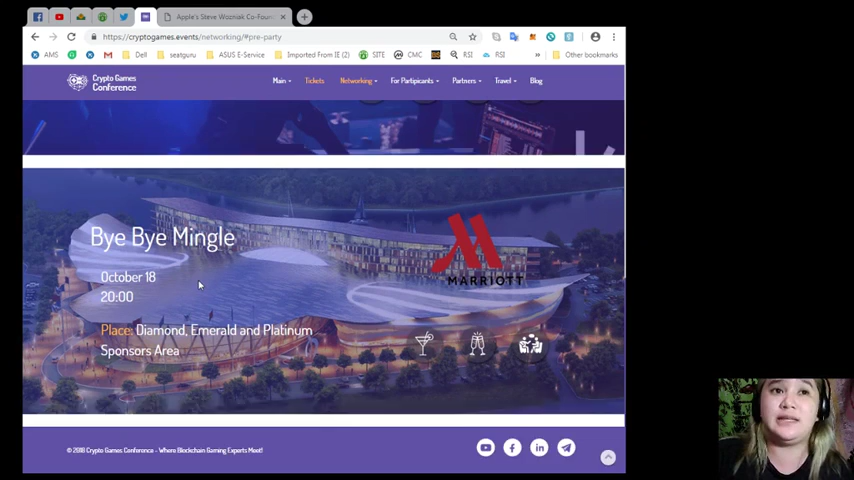 Apple's Steve Wozniak Co-Foun
https://cryptogames.events/networking/#pre-party
AMS
Dell
seatguru
ASUS E-Service
Imported From IE (2)
SITE
CMC
RSI
RSI
Other bookmarks
Crypto Games
Conference
Main
Tickets
Networking
For Partipicants
Partners
Travel
Blog
Bye Bye Mingle
October 18
20:00
Place: Diamond, Emerald and Platinum
Sponsors Area
MARRIOTT
© 2018 Crypto Games Conference - Where Blockchain Gaming Experts Meet!